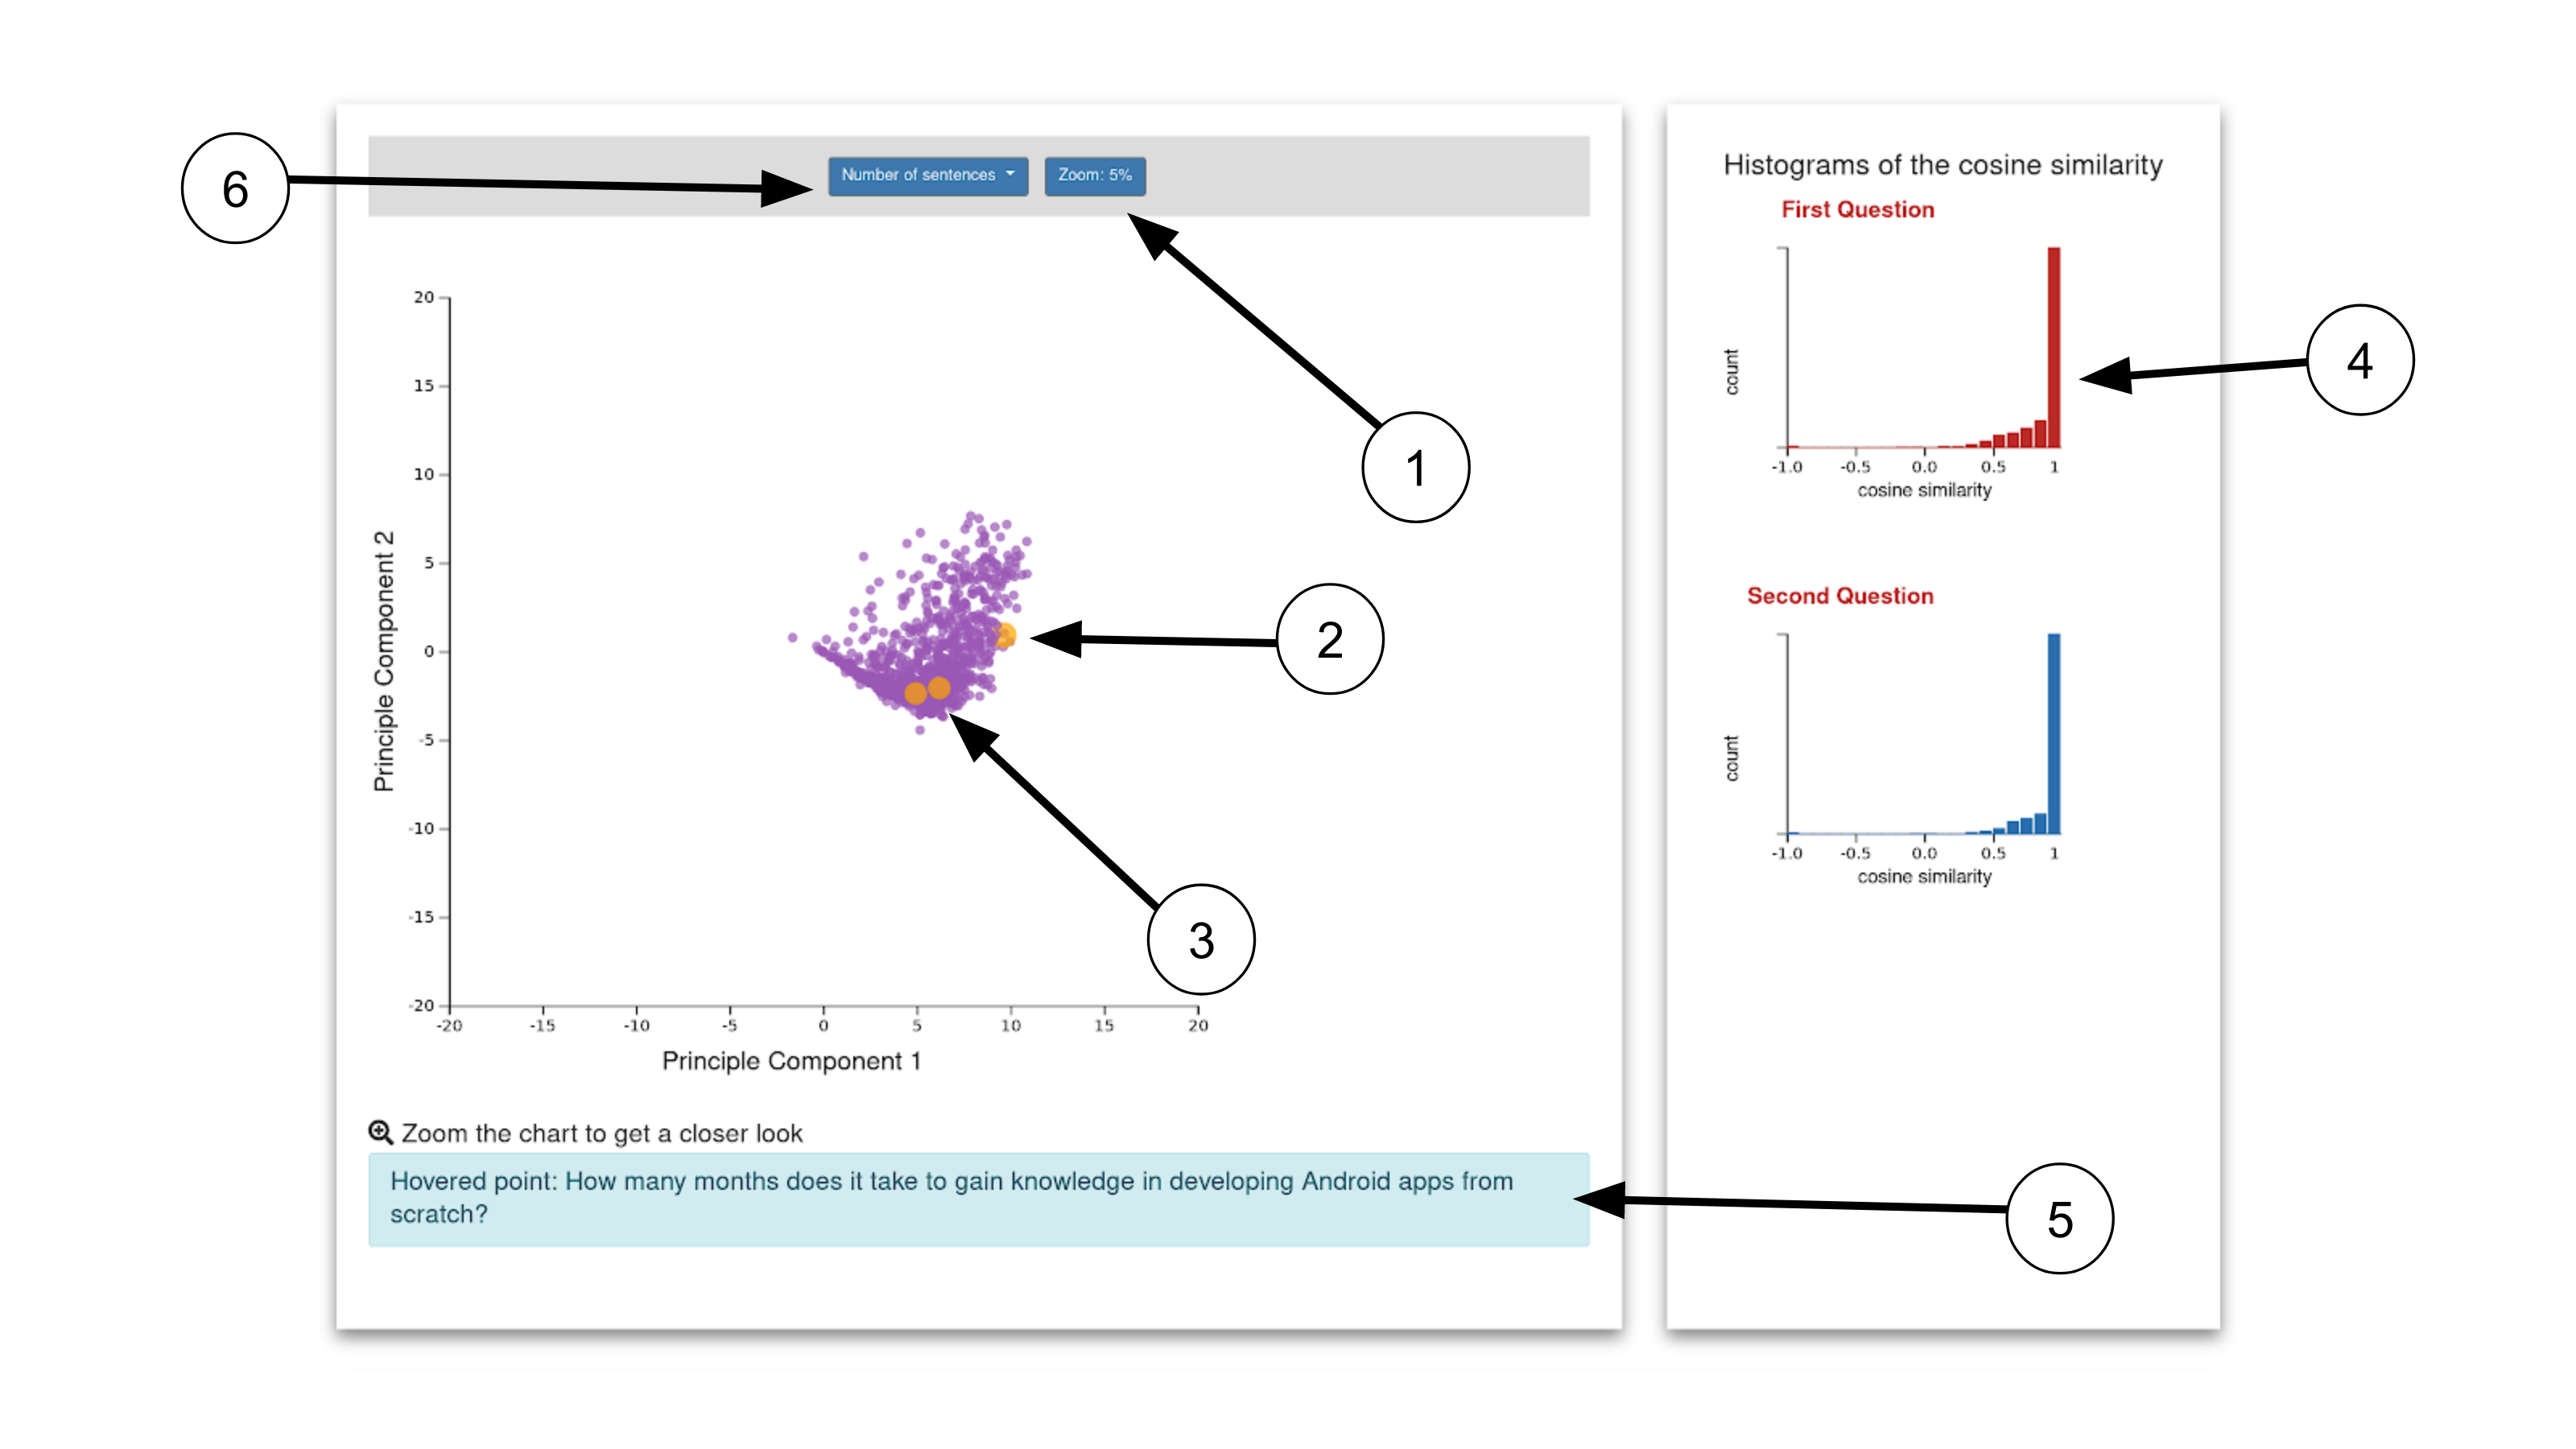 6
Number of sentences
Zoom: 5%
1
20
15
10
5
0
-5
-10
-15
-20
Principle Component 2
2
3
-20 -15 -10 -5 0 5 10 15 20
Principle Component 1
Zoom the chart to get a closer look
Hovered point: How many months does it take to gain knowledge in developing Android apps from
scratch?
Histograms of the cosine similarity
First Question
count
-1.0 -0.5 0.0 0.5 1
cosine similarity
4
Second Question
count
-1.0 -0.5 0.0 0.5 1
cosine similarity
5